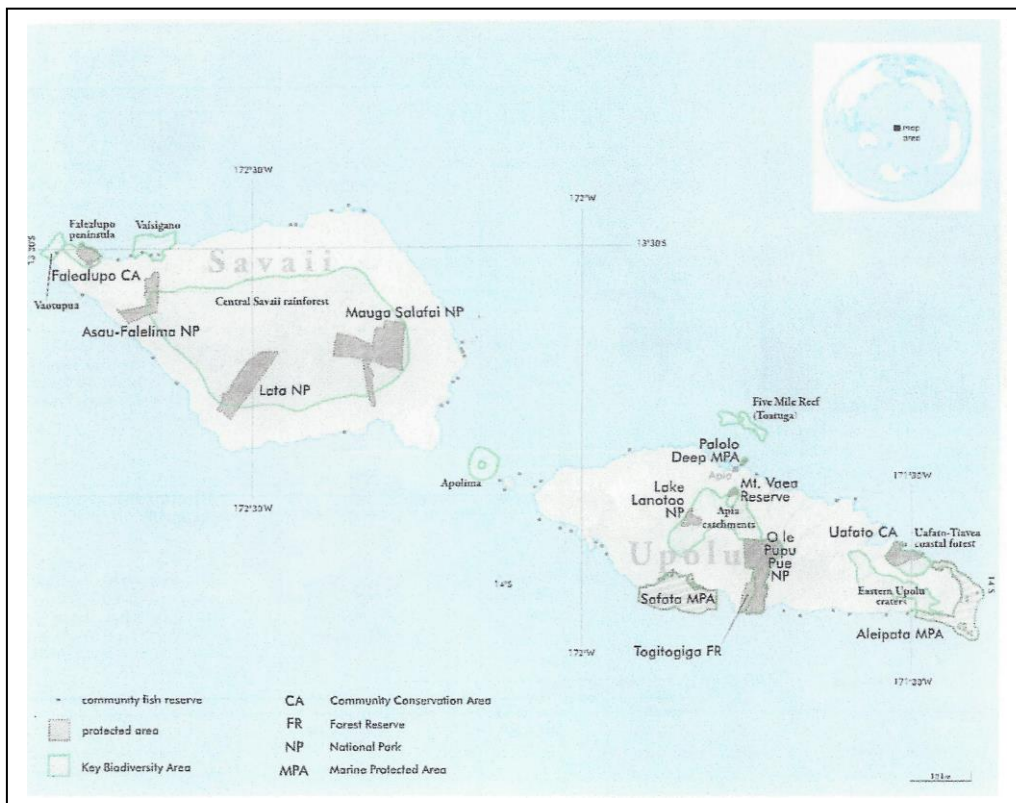 map
area
172°30'W
172°W
Falealupo
peninsula
Vaisigano
13°30'S
13°30'S
Savaii
Falealupo CA
Central Savaii rainforest
Vaotupua
Mauga Salafai NP
Asau-Falelima NP
Lata NP
Five Mile Reef
(Toatuga)
Palolo
Deep MPA
Apia
Apolima
171°30'W
Lake
Lanotoo
NP
Mt. Vaea
Reserve
172°30'W
Apia
catchments
Uafato CA
Uafato-Tiavea
coastal forest
O le
Pupu
Pue
NP
Upolu
14°S
14°S
Safata MPA
Eastern Upolu
craters
Aleipata MPA
Togitogiga FR
172°W
171°30'W
community fish reserve
protected area
Key Biodiversity Area
CA Community Conservation Area
FR Forest Reserve
NP National Park
MPA Marine Protected Area